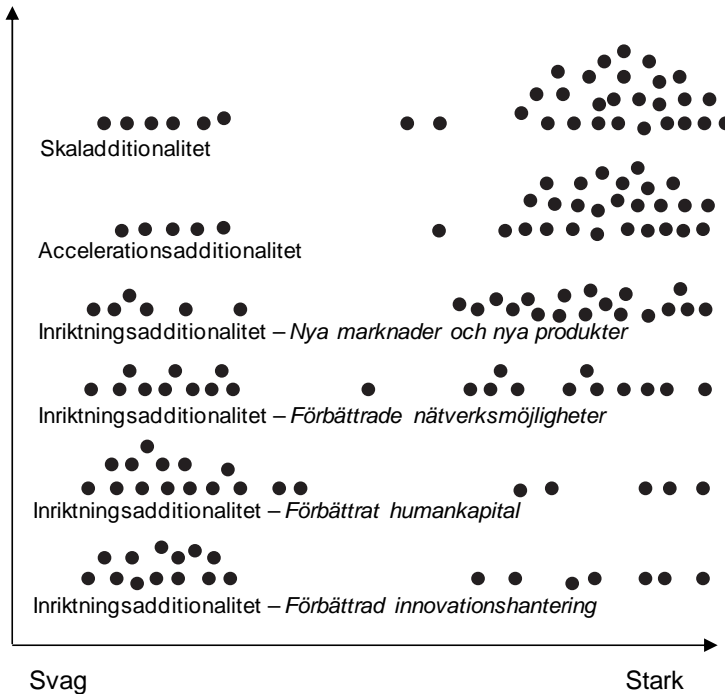 Skaladditionalitet
Accelerationsadditionalitet
Inriktningsadditionalitet – Nya marknader och nya produkter
Inriktningsadditionalitet – Förbättrade nätverksmöjligheter
Inriktningsadditionalitet – Förbättrat humankapital
Inriktningsadditionalitet – Förbättrad innovationshantering
Svag Stark